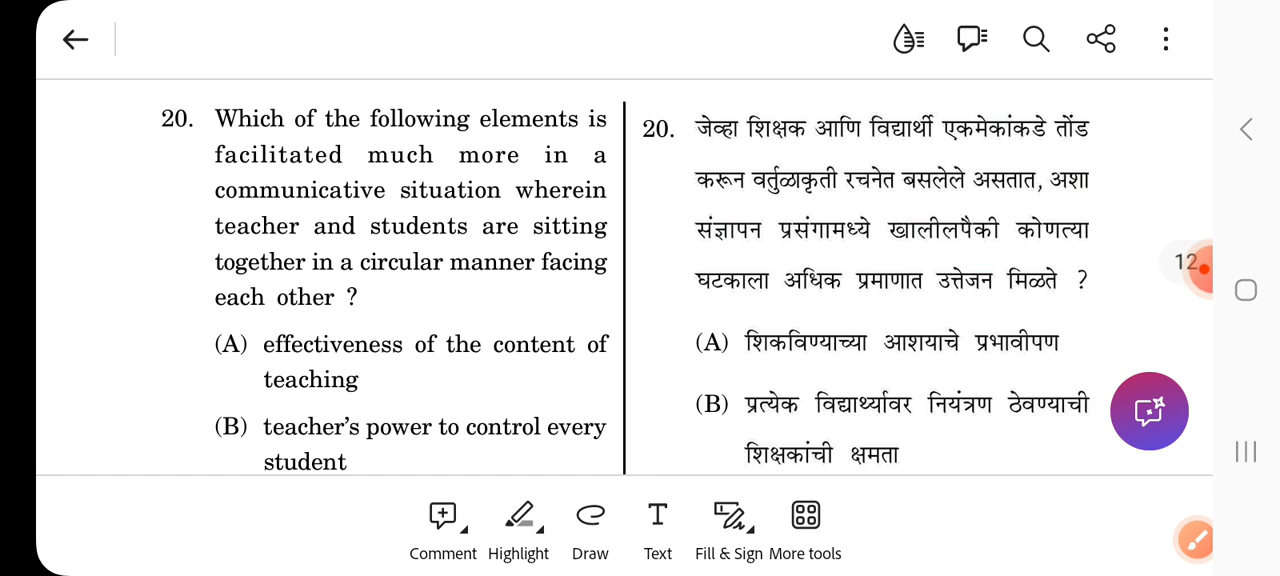 20. Which of the following elements is
facilitated much more in a
communicative situation wherein
teacher and students are sitting
together in a circular manner facing
each other ?
(A) effectiveness of the content of
teaching
(B) teacher's power to control every
student
20. जेव्हा शिक्षक आणि विद्यार्थी एकमेकांकडे तोंड
करून वर्तुळाकृती रचनेत बसलेले असतात, अशा
संज्ञापन प्रसंगामध्ये खालीलपैकी कोणत्या
घटकाला अधिक प्रमाणात उत्तेजन मिळते ?
(A) शिकविण्याच्या आशयाचे प्रभावीपण
(B) प्रत्येक विद्यार्थ्यावर नियंत्रण ठेवण्याची
शिक्षकांची क्षमता
12
Comment Highlight Draw Text Fill & Sign More tools